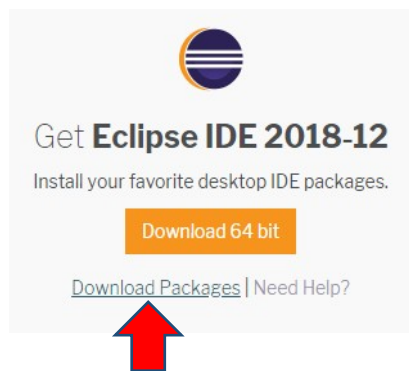 Get Eclipse IDE 2018-12
Install your favorite desktop IDE packages.
Download 64 bit
Download Packages | Need Help?